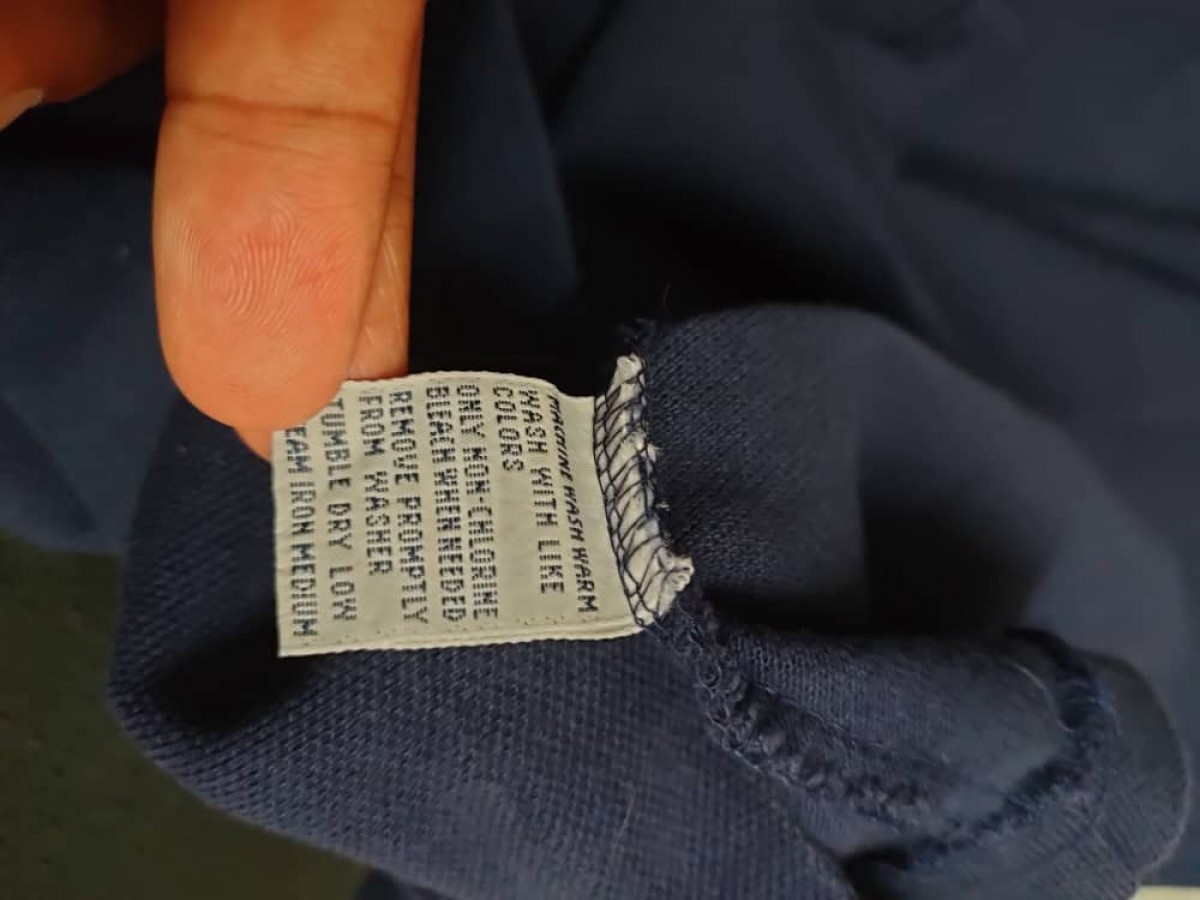 MACHINE WASH WARM
WASH WITH LIKE
COLORS
ONLY NON-CHLORINE
BLEACH WHEN NEEDED
REMOVE PROMPTLY
FROM WASHER
TUMBLE DRY LOW
EAM IRON MEDIUM